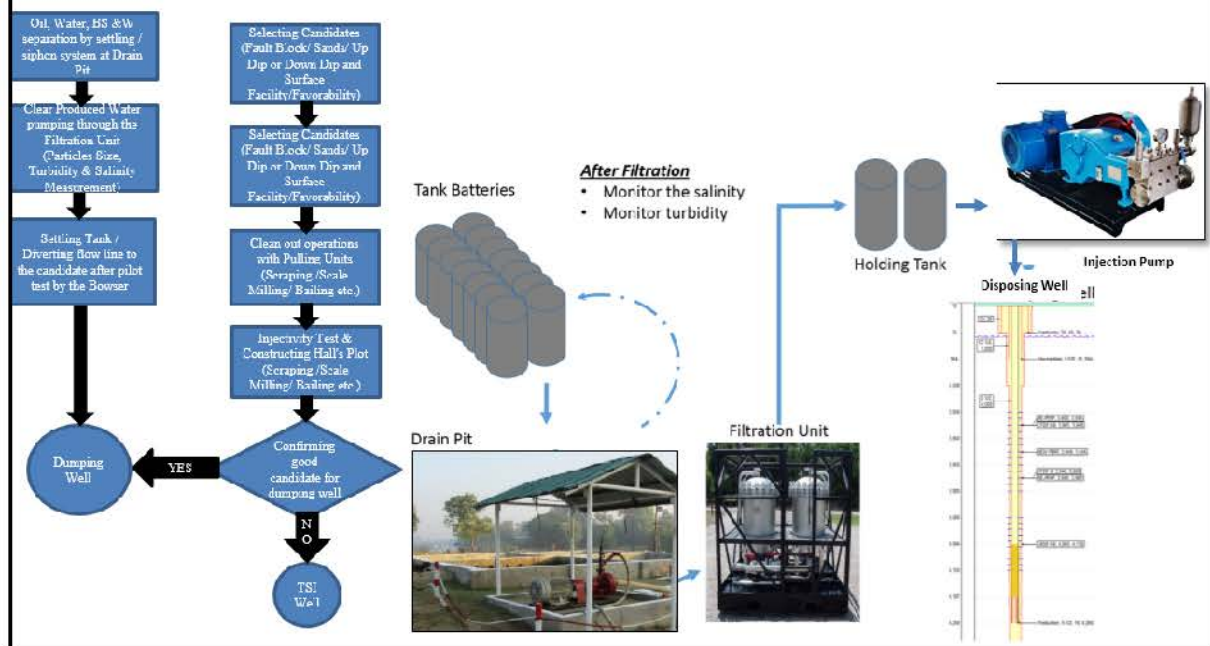 Oil, Water, BS &W
separation by settling /
siphon system at Drain
Pit
Clear Produced Water
pumping through the
Filtration Unit
(Particles Size,
Turbidity & Salinity
Measurement)
Settling Tank /
Diverting flow line to
the candidate after pilot
test by the Bowser
Dumping
Well
Selecting Candidates
(Fault Block/ Sands/ Up
Dip or Down Dip and
Surface
Facility/Favorability)
Selecting Candidates
(Fault Block/ Sands/ Up
Dip or Down Dip and
Surface
Facility/Favorability)
Clean out operations
with Pulling Units
(Scraping /Scale
Milling/ Bailing etc.)
Injectivity Test &
Constructing Hall's Plot
(Scraping /Scale
Milling/ Bailing etc.)
Confirming
good
candidate for
dumping well
YES
NO
TSI
Well
Tank Batteries
After Filtration
• Monitor the salinity
• Monitor turbidity
Drain Pit
Filtration Unit
Holding Tank
Injection Pump
Disposing Well
ell